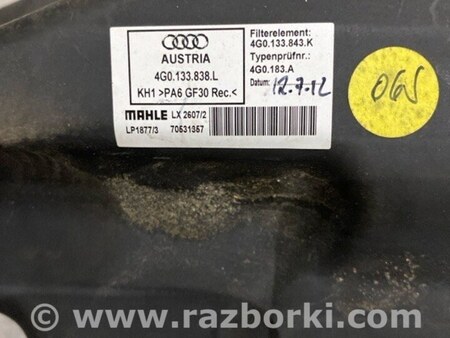 AUSTRIA
4G0.133.838.L
KH1 >PA6 GF30 Rec.<
Filterelement:
4G0.133.843.K
Typenprüfnr.:
4G0.183.A
Datum: 12.7.12
MAHLE LX 2607/2
LP1877/3 70531357
06S
www.razborki.com